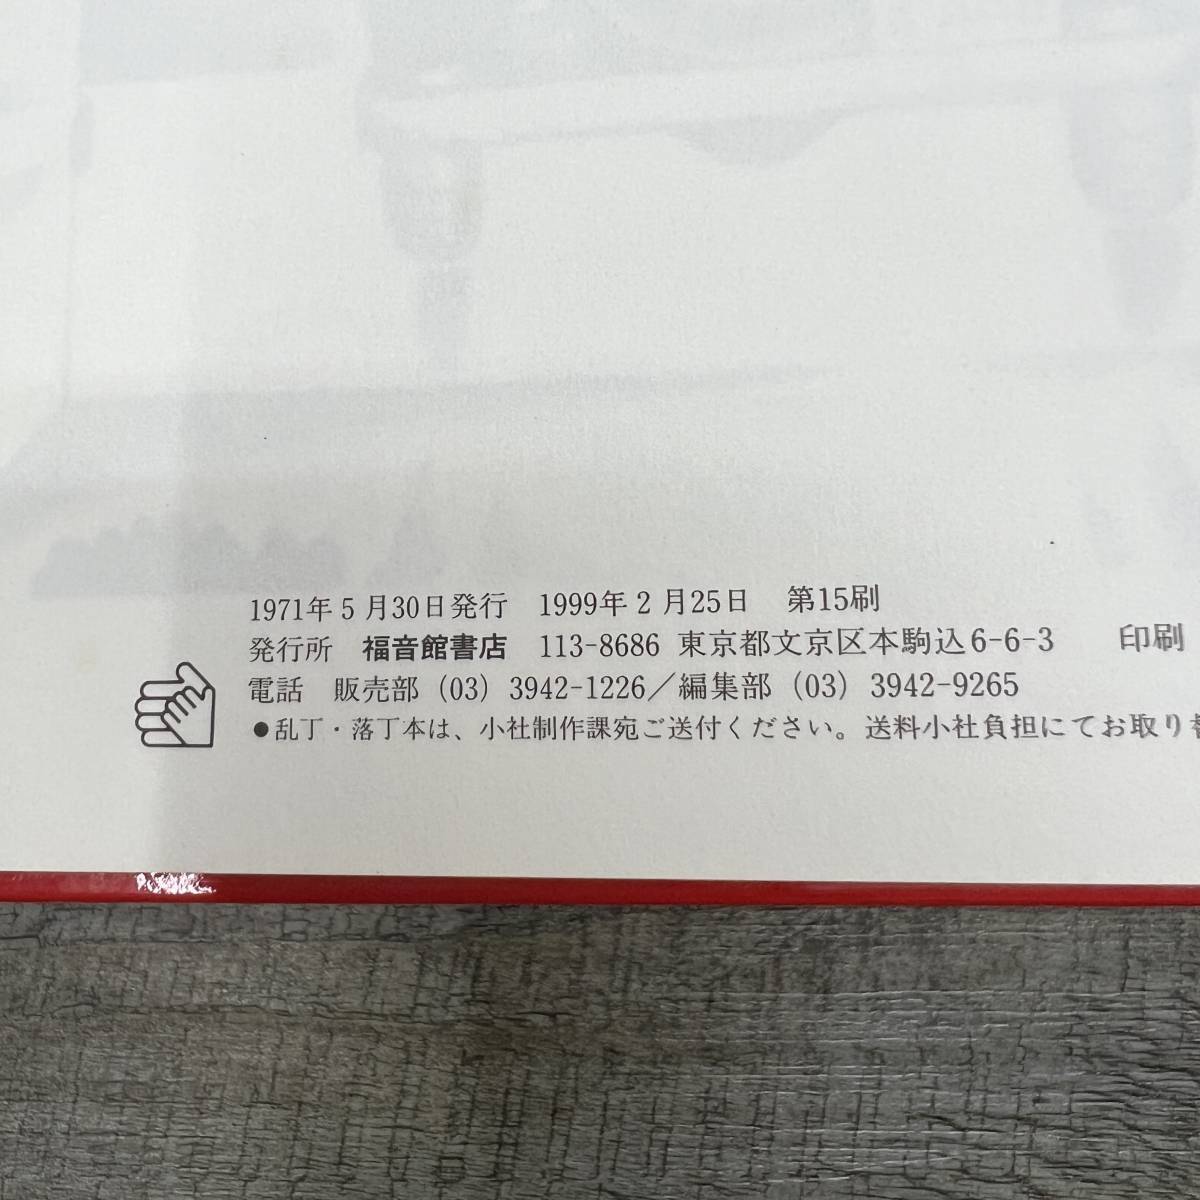 1971年5月30日発行　1999年2月25日　第15刷
発行所　福音館書店　113-8686 東京都文京区本駒込6-6-3　印刷
電話　販売部 (03) 3942-1226／編集部 (03) 3942-9265
●乱丁・落丁本は、小社制作課宛ご送付ください。送料小社負担にてお取り替